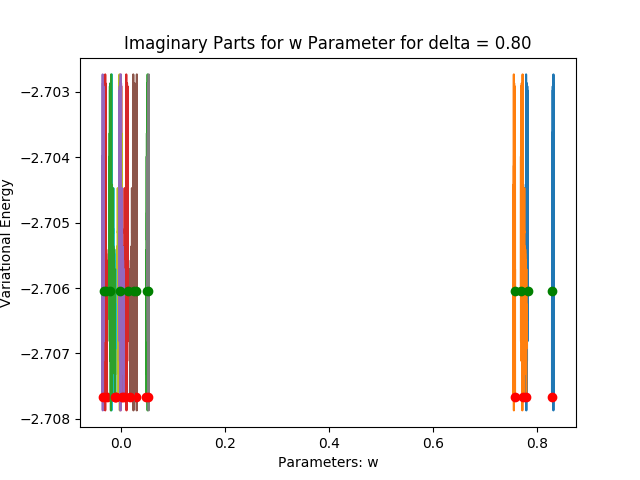 Imaginary Parts for w Parameter for delta = 0.80
Variational Energy
−2.703
−2.704
−2.705
−2.706
−2.707
−2.708
0.0 0.2 0.4 0.6 0.8
Parameters: w